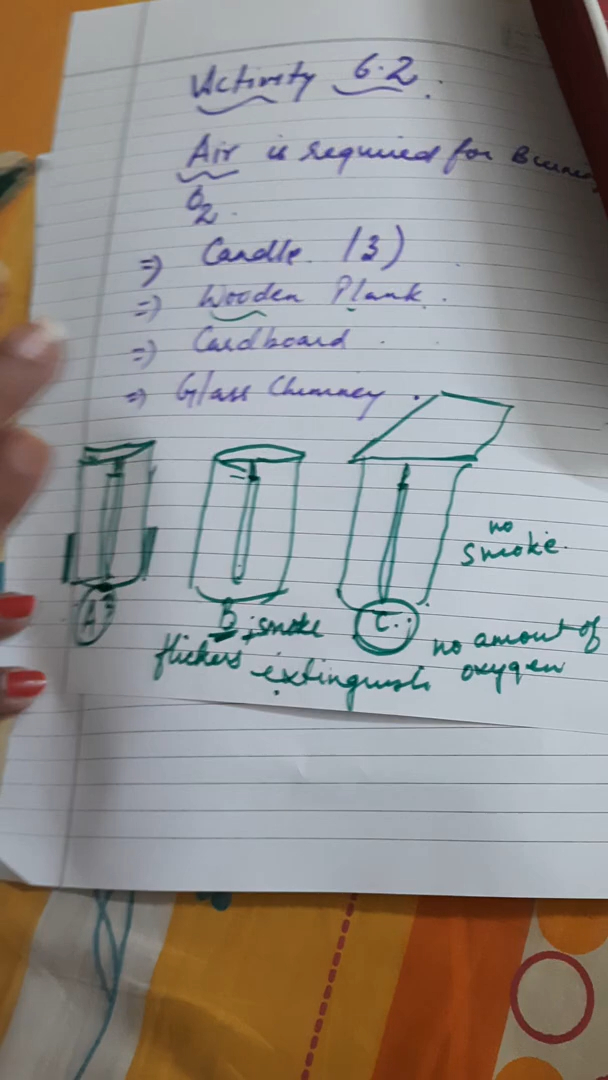 Activity 6.2.
Air is required for
O2.
=> Candle (3)
=> Wooden Plank.
=> Cardboard.
=> Glass Chimney.
no
smoke.
A
B ; smoke
C
flickers extinguish
no amount of
oxygen